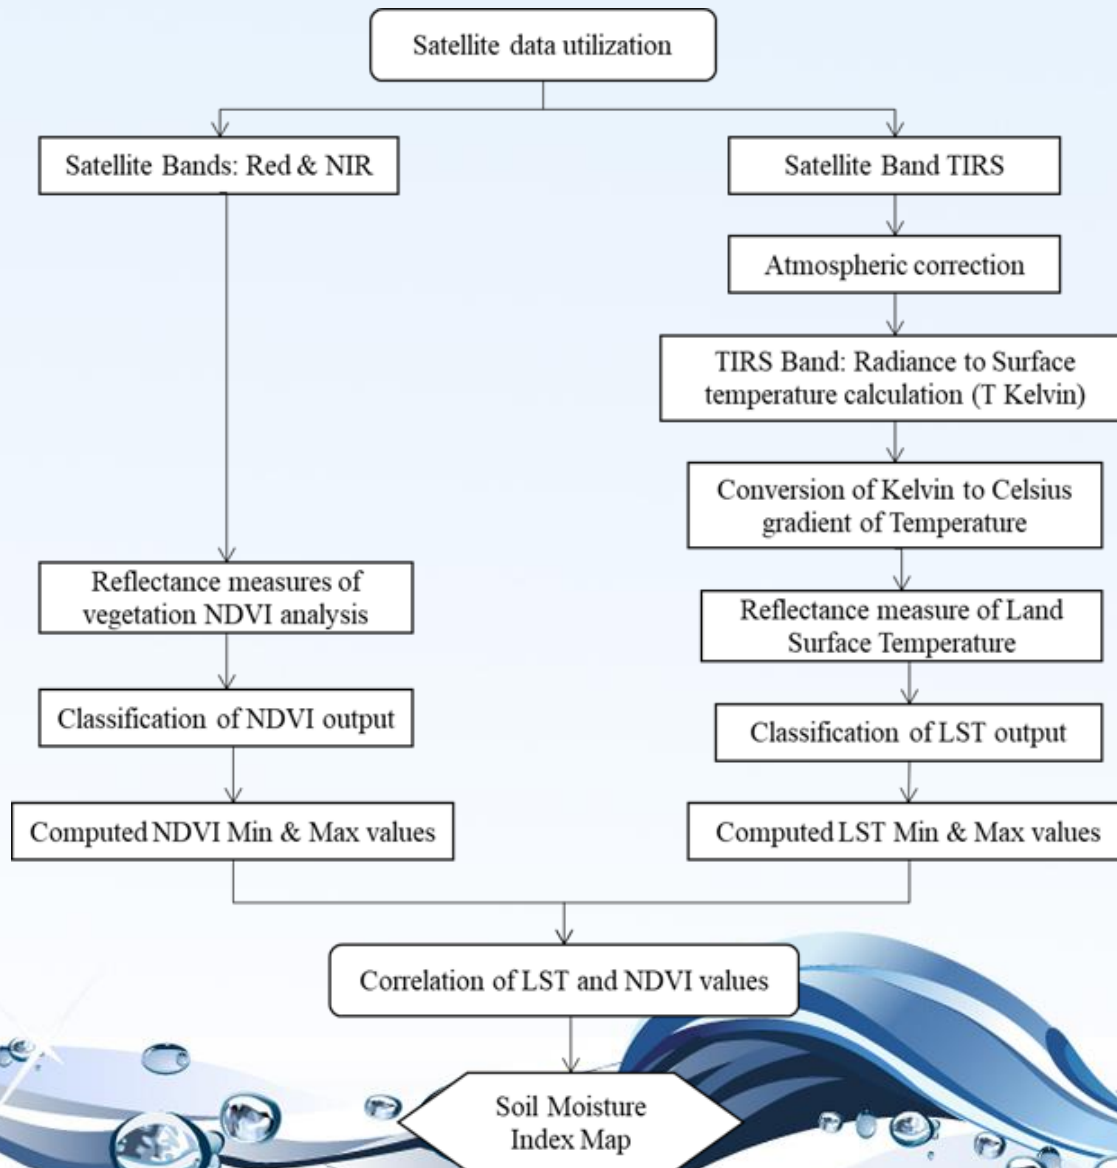 Satellite data utilization
Satellite Bands: Red & NIR
Satellite Band TIRS
Atmospheric correction
TIRS Band: Radiance to Surface
temperature calculation (T Kelvin)
Conversion of Kelvin to Celsius
gradient of Temperature
Reflectance measures of
vegetation NDVI analysis
Reflectance measure of Land
Surface Temperature
Classification of NDVI output
Classification of LST output
Computed NDVI Min & Max values
Computed LST Min & Max values
Correlation of LST and NDVI values
Soil Moisture
Index Map